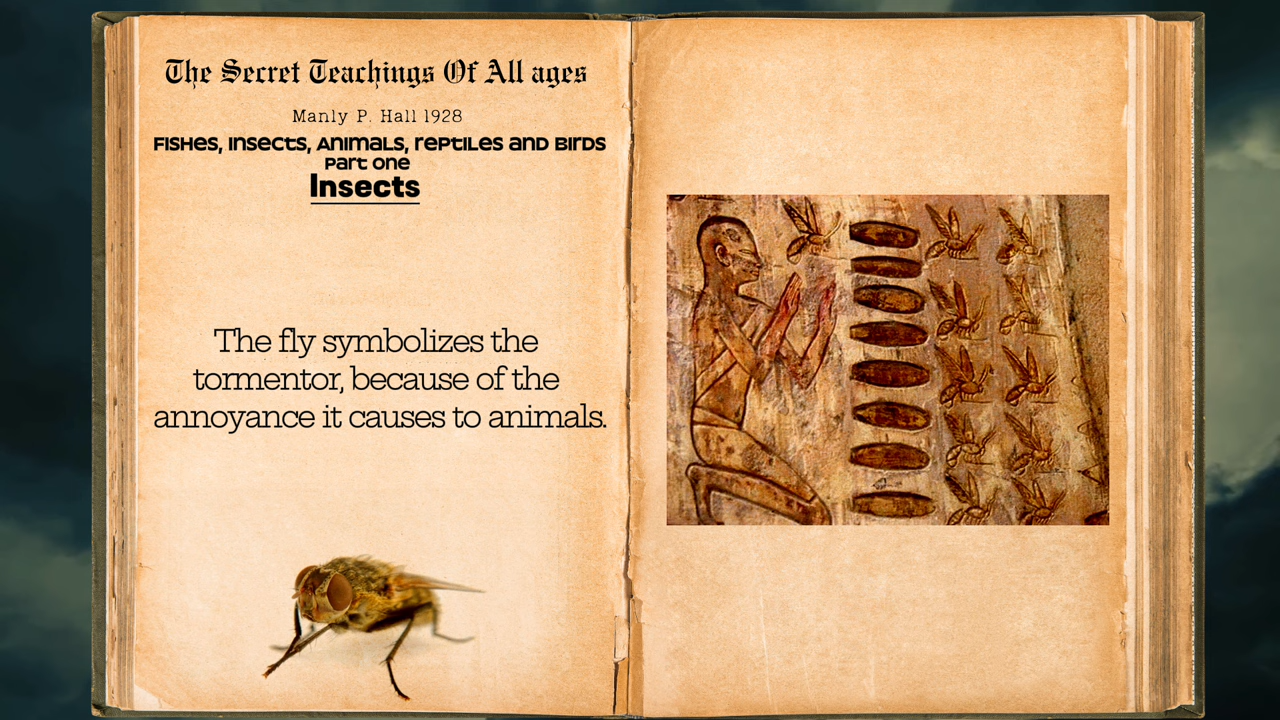 The Secret Teachings Of All ages
Manly P. Hall 1928
Fishes, Insects, Animals, reptiles and Birds
Part one
Insects
The fly symbolizes the
tormentor, because of the
annoyance it causes to animals.